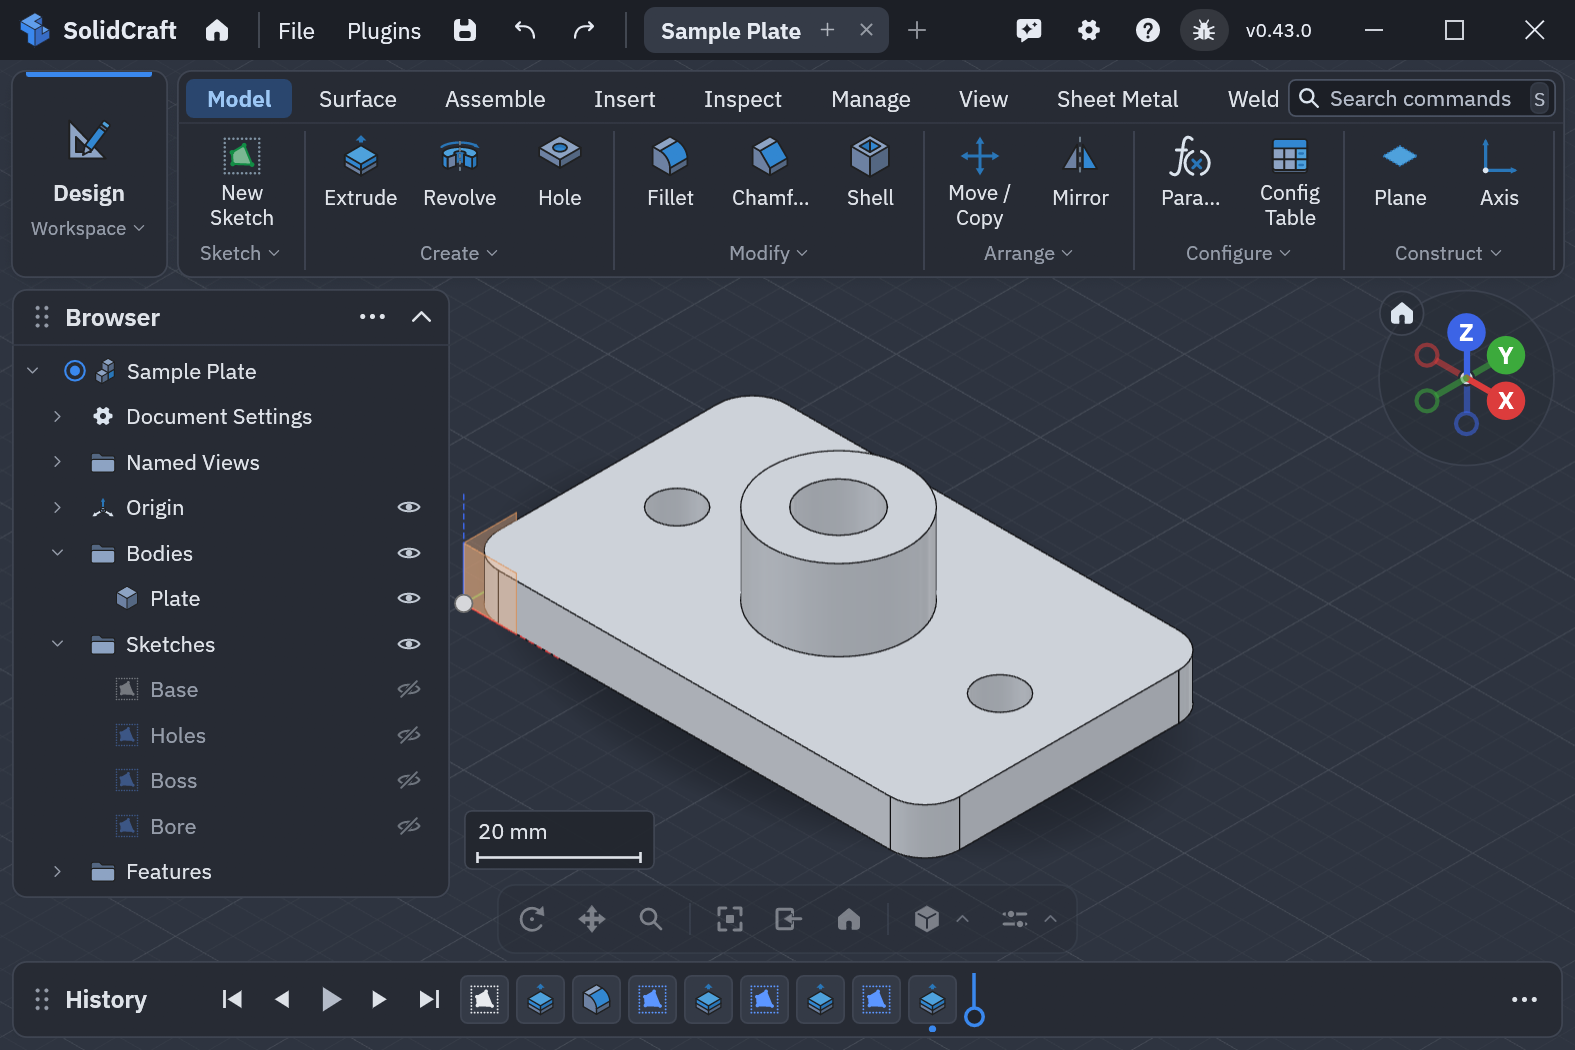 SolidCraft
File
Plugins
Sample Plate
v0.43.0
Design
Workspace
Model
Surface
Assemble
Insert
Inspect
Manage
View
Sheet Metal
Weld
Search commands
S
New
Sketch
Extrude
Revolve
Hole
Fillet
Chamf...
Shell
Move /
Copy
Mirror
Para...
Config
Table
Plane
Axis
Sketch
Create
Modify
Arrange
Configure
Construct
Browser
Sample Plate
Document Settings
Named Views
Origin
Bodies
Plate
Sketches
Base
Holes
Boss
Bore
Features
Z
Y
X
20 mm
History